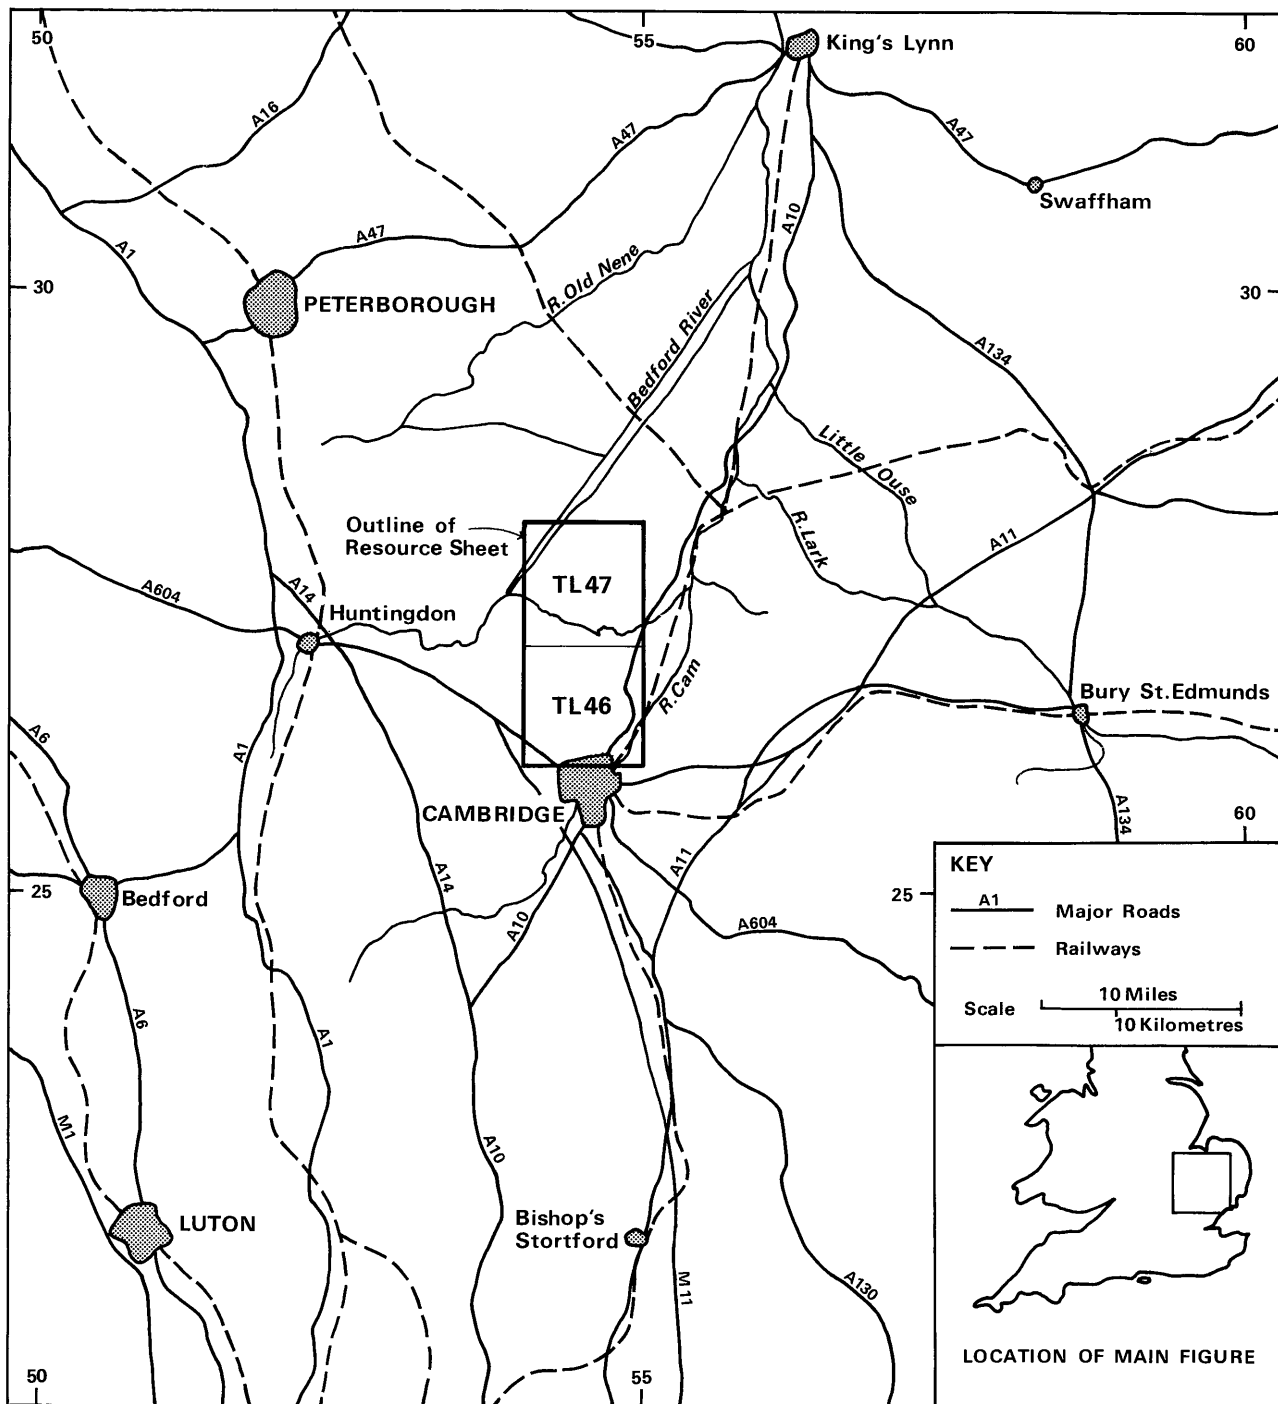 50
55
60
King's Lynn
A16
A47
A47
Swaffham
A10
A1
A47
R.Old Nene
30
30
PETERBOROUGH
Bedford River
A134
Little Ouse
Outline of
Resource Sheet
R.Lark
A11
A604
A14
TL47
Huntingdon
R.Cam
Bury St.Edmunds
TL46
A6
A1
CAMBRIDGE
A134
60
A11
A14
KEY
25
Bedford
25
A1
Major Roads
A10
A604
Railways
Scale
10 Miles
10 Kilometres
A6
A1
M1
A10
LUTON
Bishop's
Stortford
M11
A130
LOCATION OF MAIN FIGURE
50
55